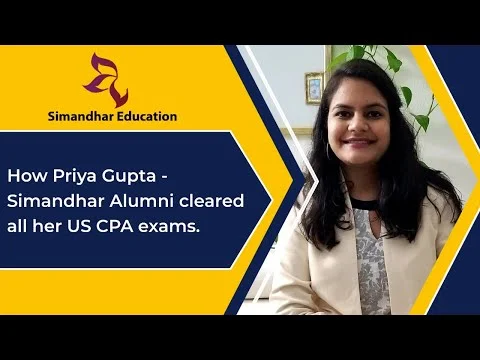 Simandhar Education
How Priya Gupta -
Simandhar Alumni cleared
all her US CPA exams.